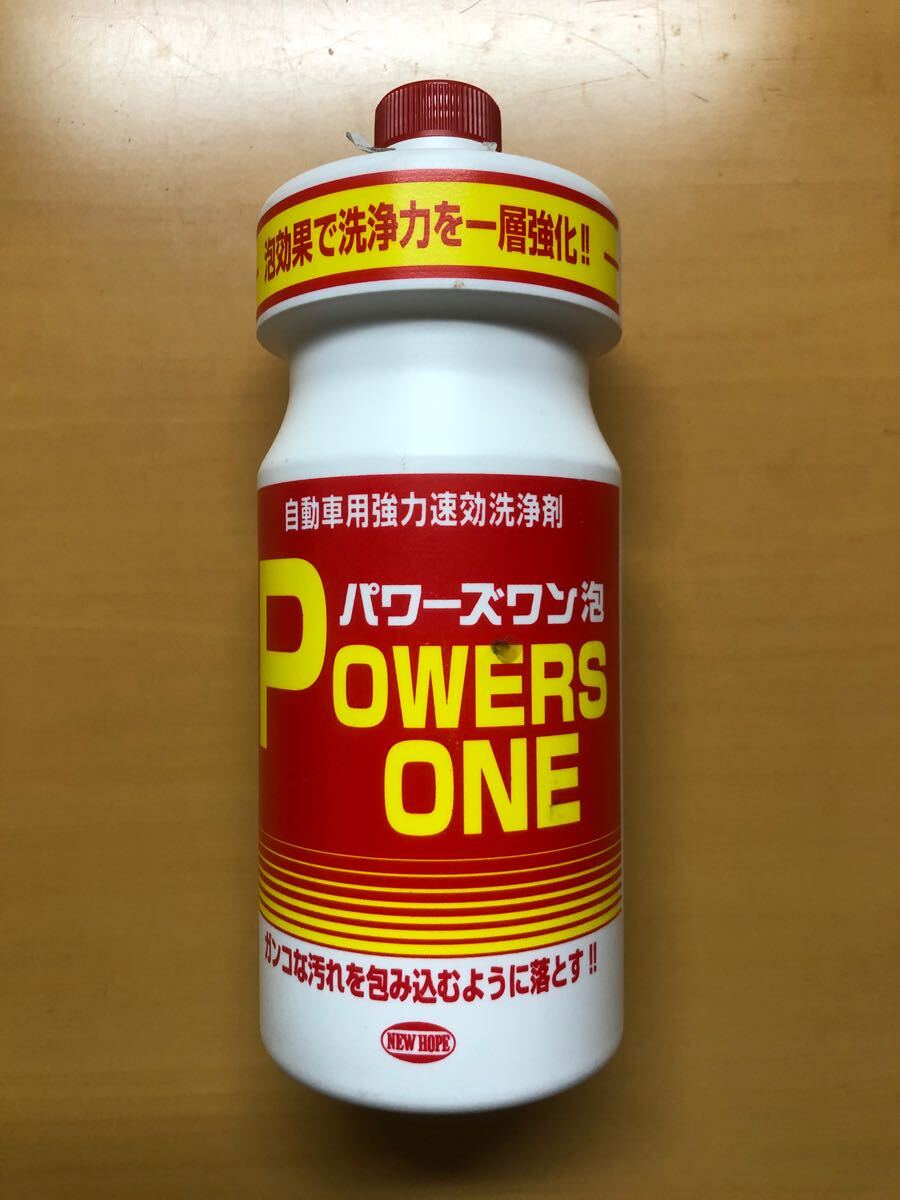 泡効果で洗浄力を一層強化!!
自動車用強力速効洗浄剤
パワーズワン泡
POWERS
ONE
ガンコな汚れを包み込むように落とす!!
NEW HOPE